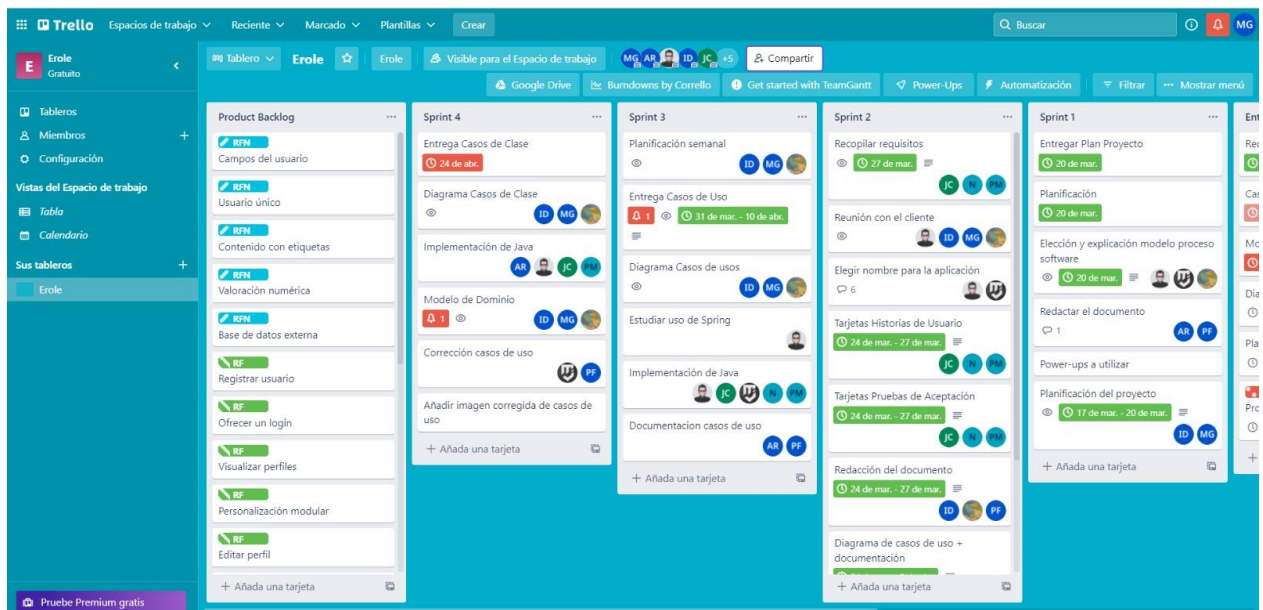 Trello Espacios de trabajo Reciente Marcado Plantillas Crear Buscar MG
E Erole
Gratuito
Tableros
Miembros
Configuración
Vistas del Espacio de trabajo
Tabla
Calendario
Sus tableros
Erole
Pruebe Premium gratis
Tablero Erole Erole Visible para el Espacio de trabajo MG AR ID JC +5 Compartir
Google Drive Burndowns by Corrello Get started with TeamGantt Power-Ups Automatización Filtrar Mostrar menú
Product Backlog
RFN
Campos del usuario
RFN
Usuario único
RFN
Contenido con etiquetas
RFN
Valoración numérica
RFN
Base de datos externa
RF
Registrar usuario
RF
Ofrecer un login
RF
Visualizar perfiles
RF
Personalización modular
RF
Editar perfil
+ Añada una tarjeta
Sprint 4
Entrega Casos de Clase
24 de abr.
Diagrama Casos de Clase
ID MG
Implementación de Java
AR JC PM
Modelo de Dominio
1 ID MG
Corrección casos de uso
PF
Añadir imagen corregida de casos de
uso
+ Añada una tarjeta
Sprint 3
Planificación semanal
ID MG
Entrega Casos de Uso
1 31 de mar. - 10 de abr.
Diagrama Casos de usos
ID MG
Estudiar uso de Spring
Implementación de Java
JC N PM
Documentacion casos de uso
AR PF
+ Añada una tarjeta
Sprint 2
Recopilar requisitos
27 de mar.
JC N PM
Reunión con el cliente
ID MG
Elegir nombre para la aplicación
6
Tarjetas Historias de Usuario
24 de mar. - 27 de mar.
JC N PM
Tarjetas Pruebas de Aceptación
24 de mar. - 27 de mar.
JC N PM
Redacción del documento
24 de mar. - 27 de mar.
ID PF
Diagrama de casos de uso +
documentación
+ Añada una tarjeta
Sprint 1
Entregar Plan Proyecto
20 de mar.
Planificación
20 de mar.
Elección y explicación modelo proceso
software
20 de mar.
Redactar el documento
1 AR PF
Power-ups a utilizar
Planificación del proyecto
17 de mar. - 20 de mar.
ID MG
+ Añada una tarjeta
Ent
Rec
Cas
Mo
Dia
Pla
Pro
+